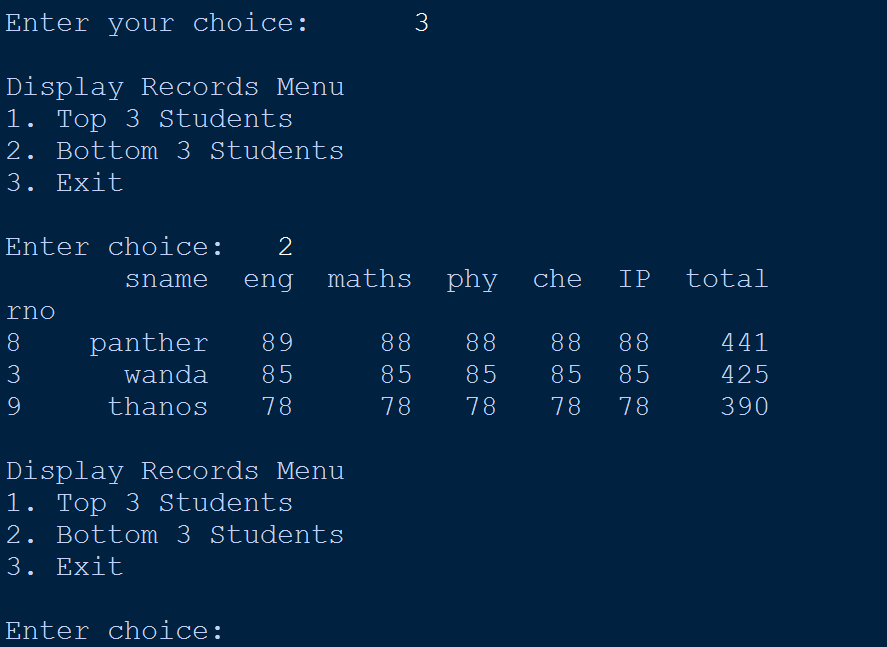 Enter your choice:      3
Display Records Menu
1. Top 3 Students
2. Bottom 3 Students
3. Exit
Enter choice:   2
       sname  eng  maths  phy  che  IP  total
rno
8    panther   89     88   88   88  88    441
3      wanda   85     85   85   85  85    425
9     thanos   78     78   78   78  78    390
Display Records Menu
1. Top 3 Students
2. Bottom 3 Students
3. Exit
Enter choice: